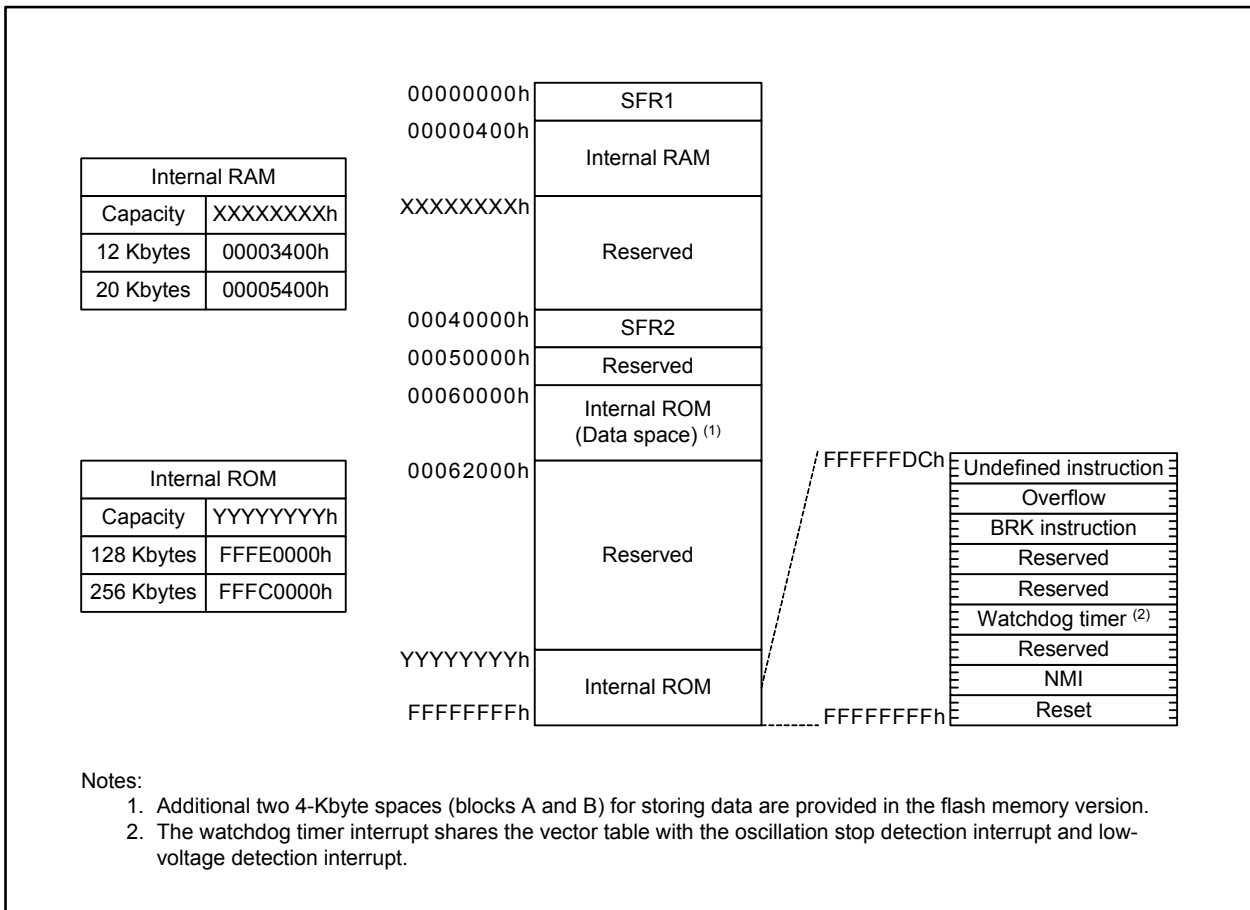 00000000h
SFR1
00000400h
Internal RAM
XXXXXXXXh
Reserved
00040000h
SFR2
00050000h
Reserved
00060000h
Internal ROM
(Data space) (1)
00062000h
Reserved
YYYYYYYYh
Internal ROM
FFFFFFFFh
Internal RAM
Capacity XXXXXXXXh
12 Kbytes 00003400h
20 Kbytes 00005400h
Internal ROM
Capacity YYYYYYYYh
128 Kbytes FFFE0000h
256 Kbytes FFFC0000h
FFFFFFDCh
Undefined instruction
Overflow
BRK instruction
Reserved
Reserved
Watchdog timer (2)
Reserved
NMI
Reset
FFFFFFFFh
Notes:
1. Additional two 4-Kbyte spaces (blocks A and B) for storing data are provided in the flash memory version.
2. The watchdog timer interrupt shares the vector table with the oscillation stop detection interrupt and low-
voltage detection interrupt.